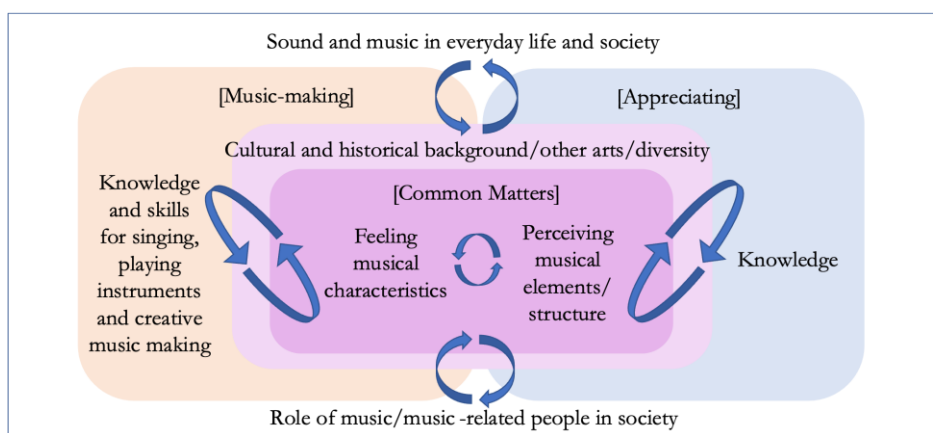 Sound and music in everyday life and society
[Music-making]
[Appreciating]
Cultural and historical background/other arts/diversity
Knowledge
and skills
for singing,
playing
instruments
and creative
music making
[Common Matters]
Feeling
musical
characteristics
Perceiving
musical
elements/
structure
Knowledge
Role of music/music -related people in society